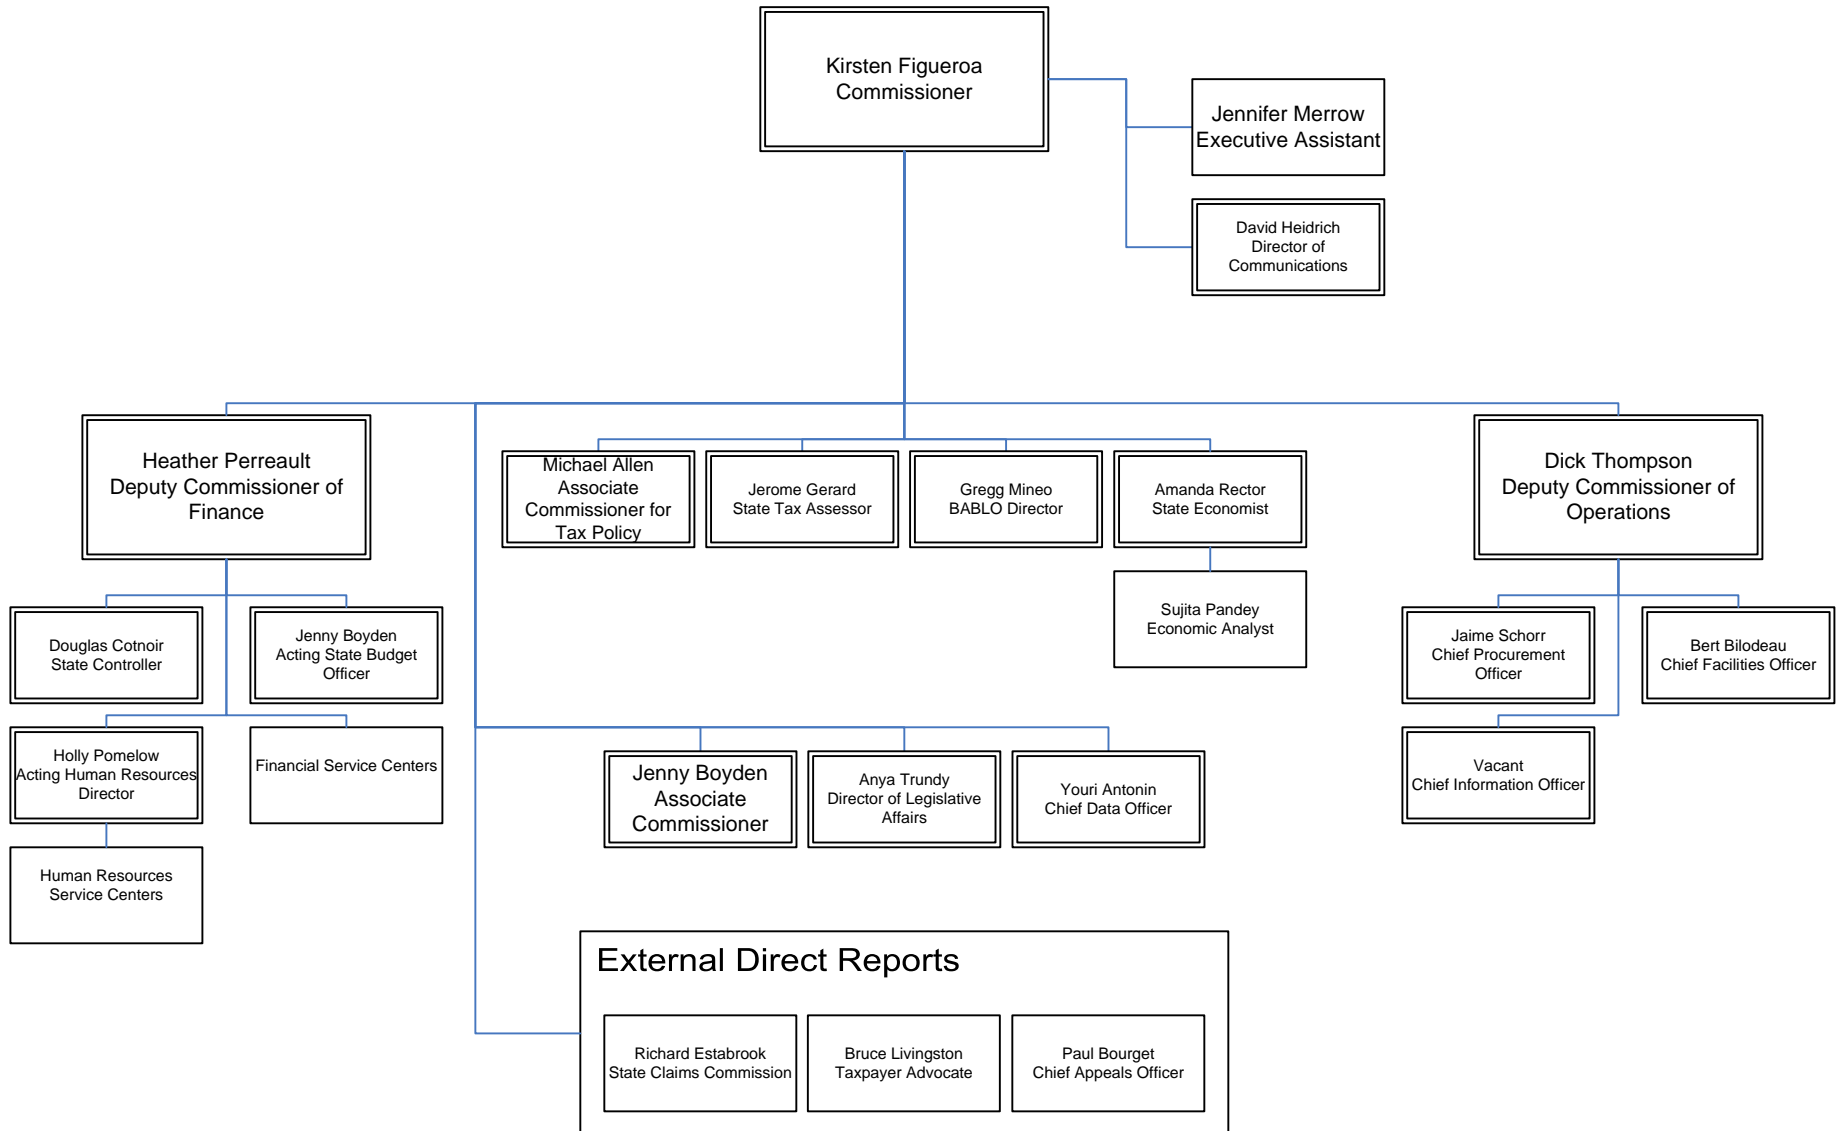 Kirsten Figueroa
Commissioner
Jennifer Merrow
Executive Assistant
David Heidrich
Director of
Communications
Heather Perreault
Deputy Commissioner of
Finance
Michael Allen
Associate
Commissioner for
Tax Policy
Jerome Gerard
State Tax Assessor
Gregg Mineo
BABLO Director
Amanda Rector
State Economist
Dick Thompson
Deputy Commissioner of
Operations
Sujita Pandey
Economic Analyst
Douglas Cotnoir
State Controller
Jenny Boyden
Acting State Budget
Officer
Jaime Schorr
Chief Procurement
Officer
Bert Bilodeau
Chief Facilities Officer
Holly Pomelow
Acting Human Resources
Director
Financial Service Centers
Jenny Boyden
Associate
Commissioner
Anya Trundy
Director of Legislative
Affairs
Youri Antonin
Chief Data Officer
Vacant
Chief Information Officer
Human Resources
Service Centers
External Direct Reports
Richard Estabrook
State Claims Commission
Bruce Livingston
Taxpayer Advocate
Paul Bourget
Chief Appeals Officer